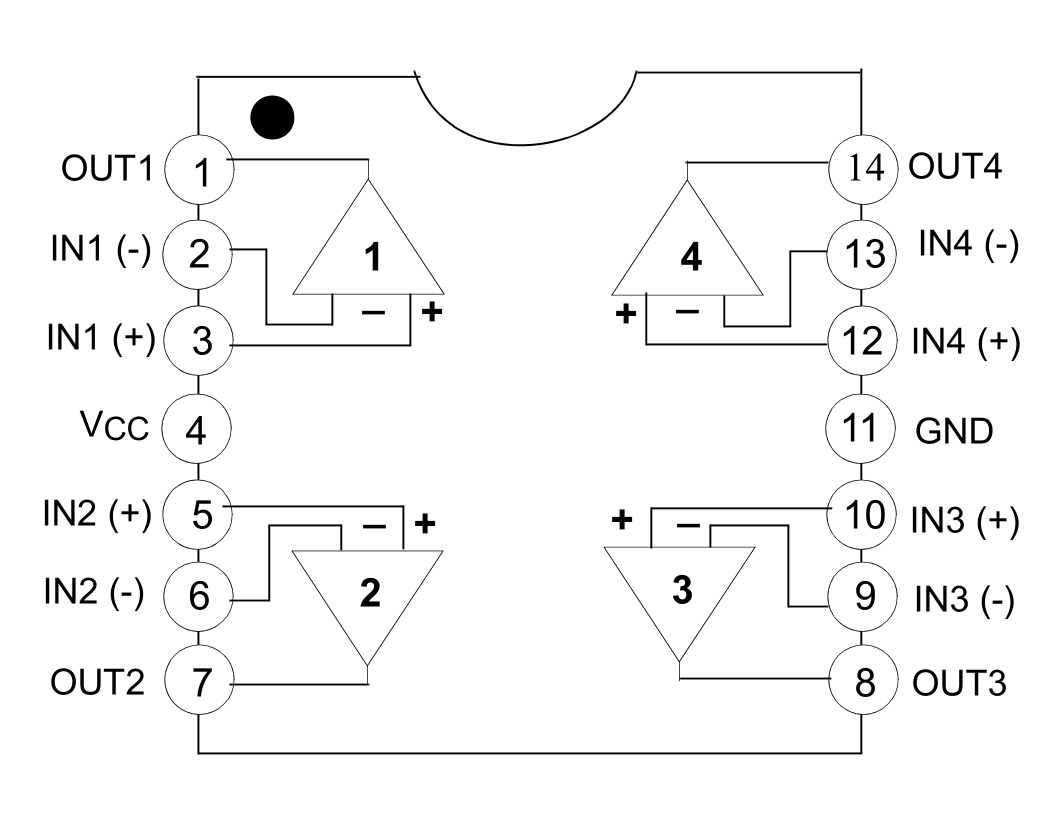 OUT1 1 14 OUT4
IN1 (-) 2 1 4 13 IN4 (-)
– + + –
IN1 (+) 3 12 IN4 (+)
VCC 4 11 GND
IN2 (+) 5 – + + – 10 IN3 (+)
IN2 (-) 6 2 3 9 IN3 (-)
OUT2 7 8 OUT3